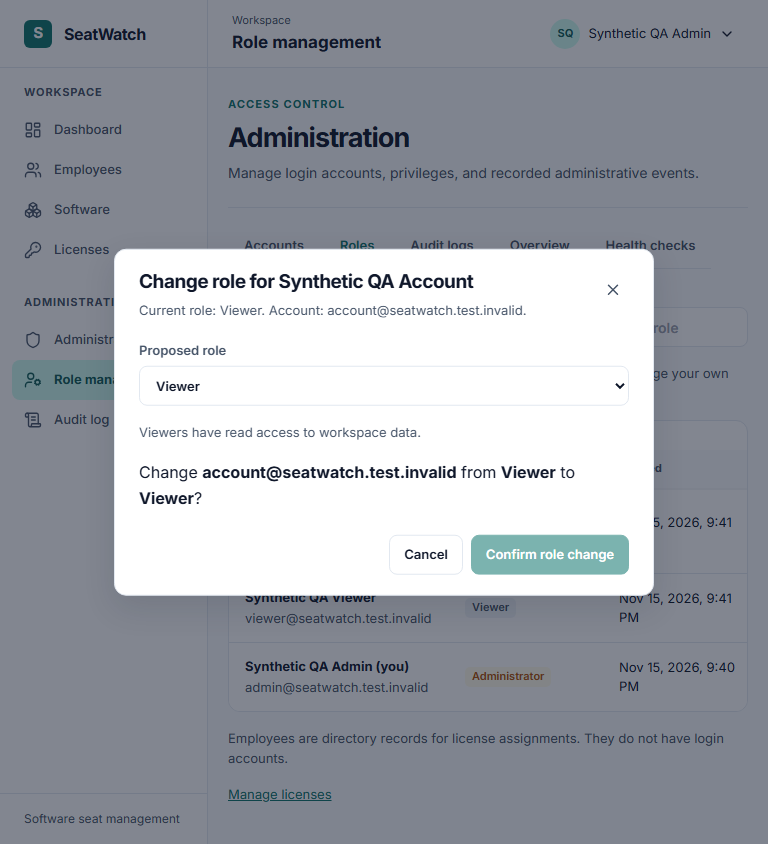 S
SeatWatch
Workspace
Role management
SQ
Synthetic QA Admin
WORKSPACE
Dashboard
Employees
Software
Licenses
ADMINISTRATI
Administr
Role mana
Audit log
Software seat management
ACCESS CONTROL
Administration
Manage login accounts, privileges, and recorded administrative events.
Accounts
Roles
Audit logs
Overview
Health checks
role
ge your own
Change role for Synthetic QA Account
Current role: Viewer. Account: account@seatwatch.test.invalid.
Proposed role
Viewer
Viewers have read access to workspace data.
Change account@seatwatch.test.invalid from Viewer to
Viewer?
Cancel
Confirm role change
ed
5, 2026, 9:41
Synthetic QA Viewer
viewer@seatwatch.test.invalid
Viewer
Nov 15, 2026, 9:41
PM
Synthetic QA Admin (you)
admin@seatwatch.test.invalid
Administrator
Nov 15, 2026, 9:40
PM
Employees are directory records for license assignments. They do not have login
accounts.
Manage licenses